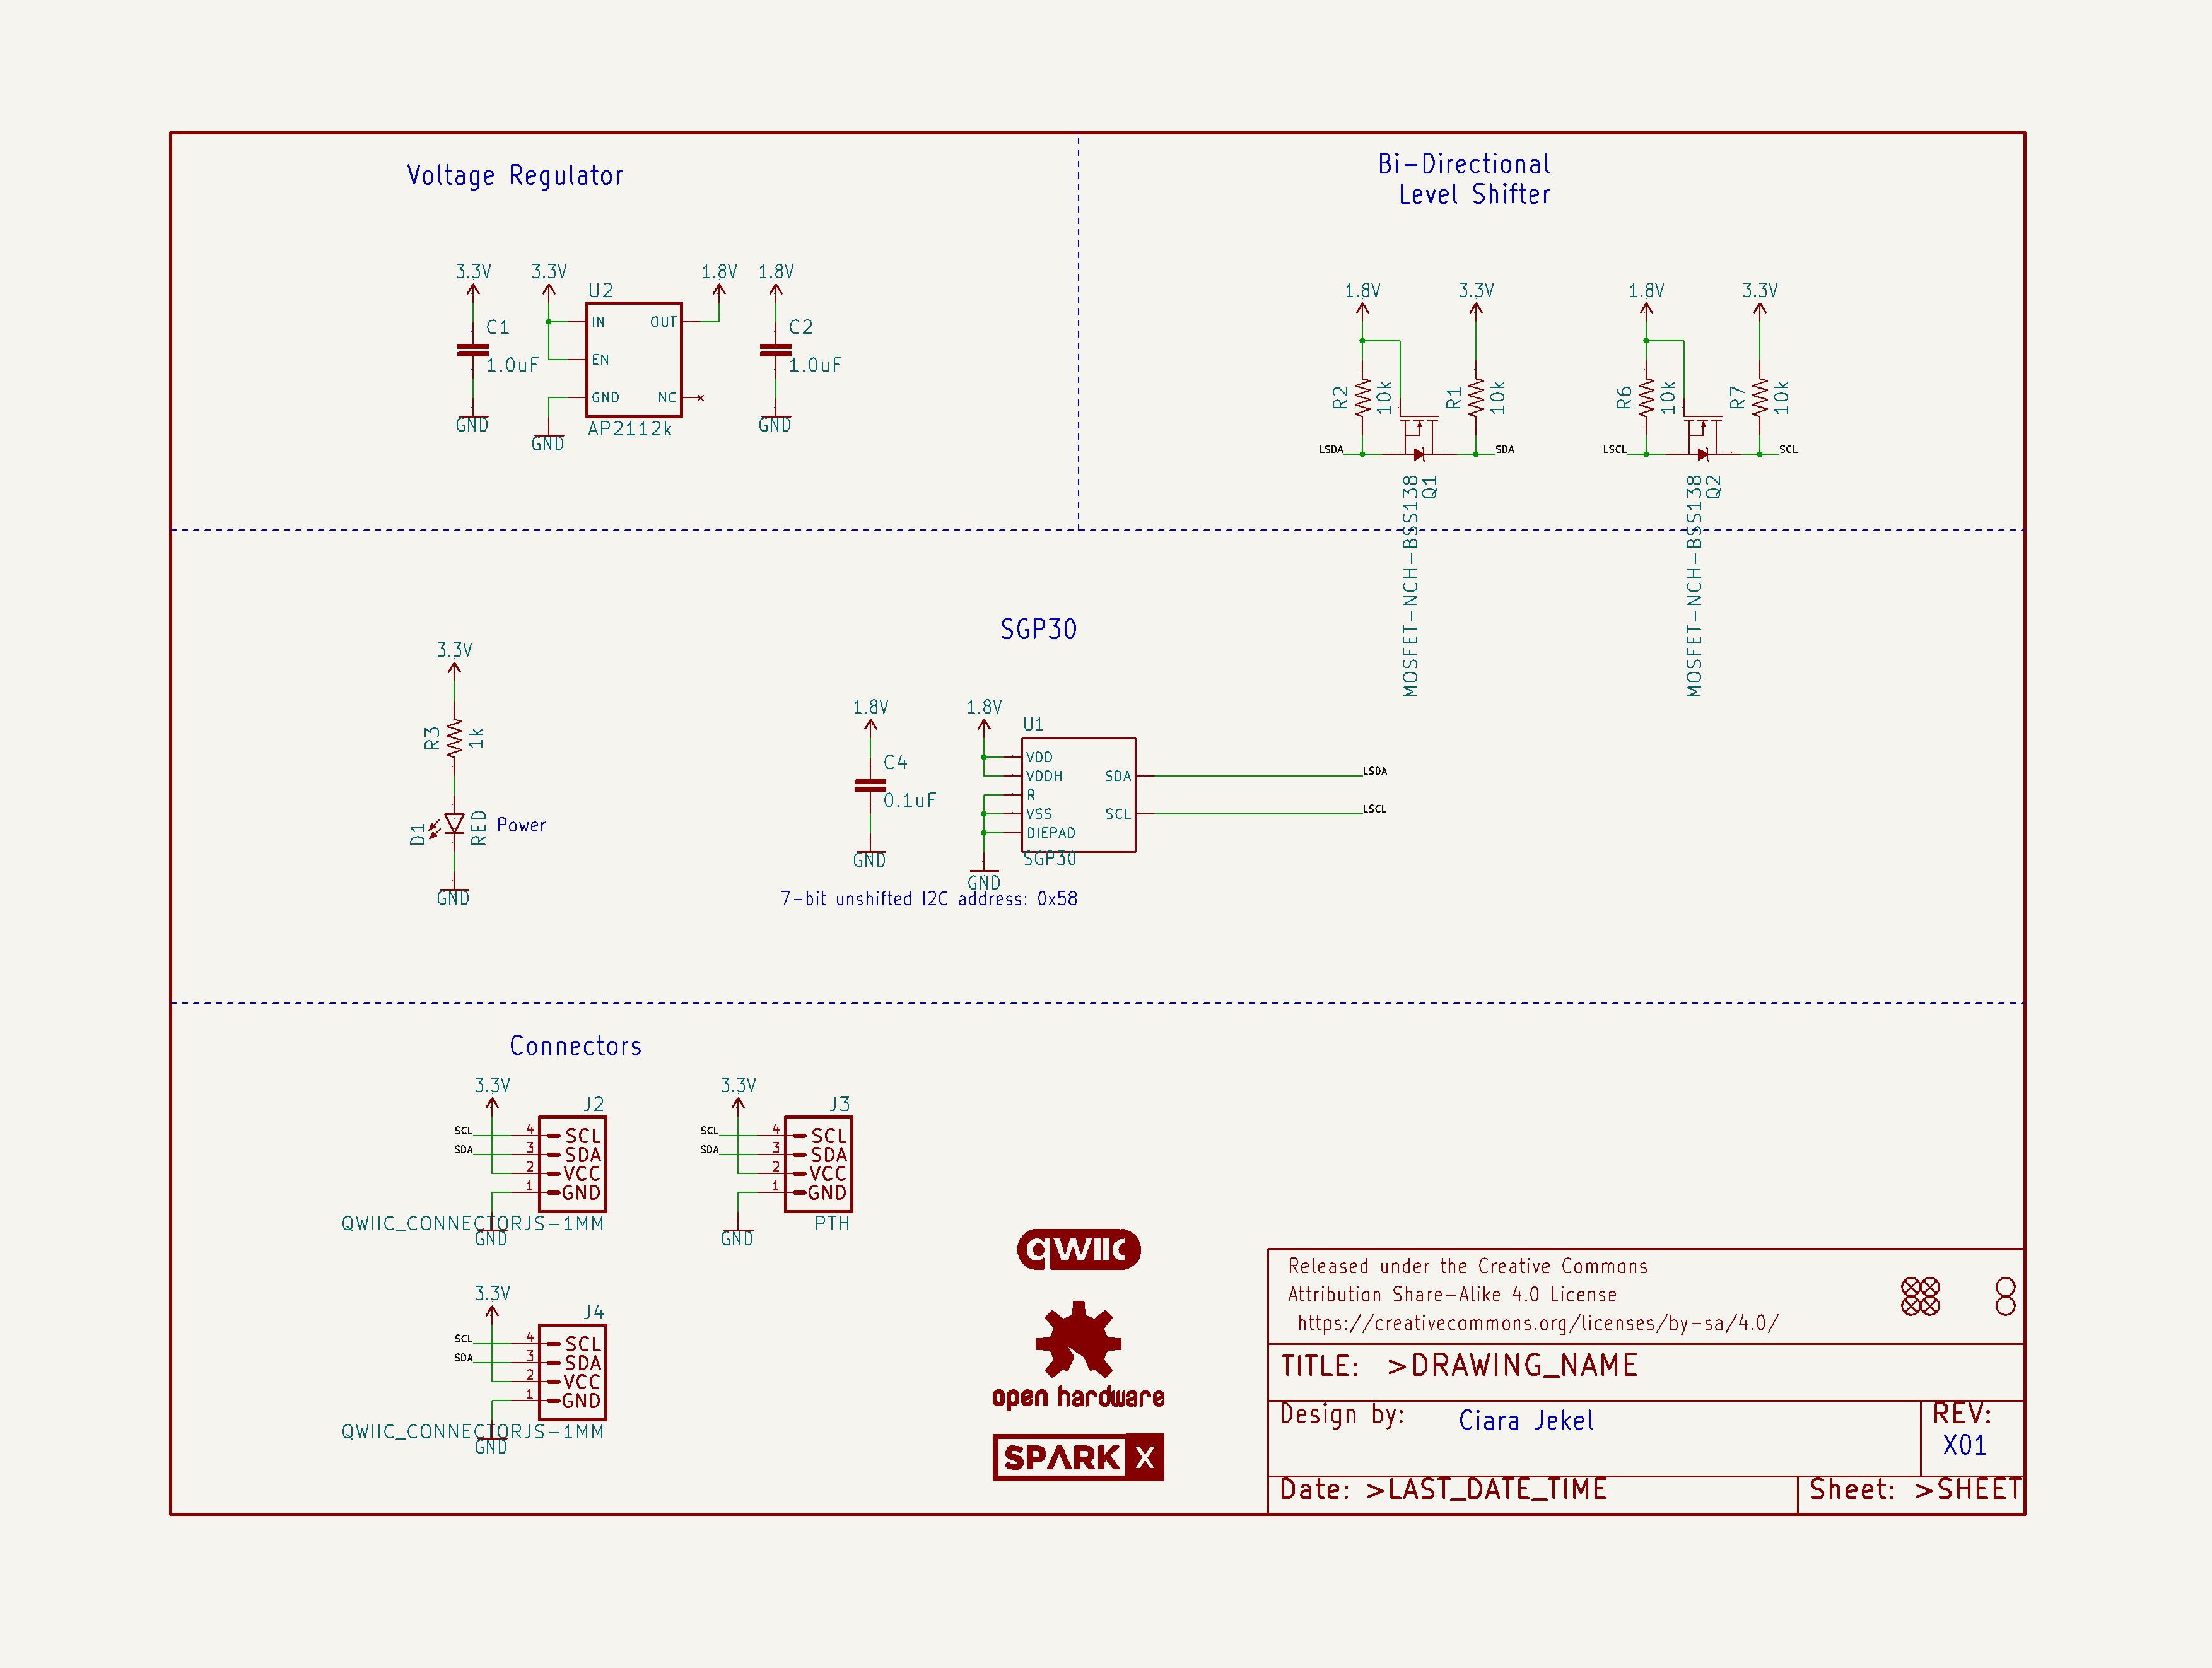 Voltage Regulator
Bi-Directional
Level Shifter
3.3V
3.3V
1.8V
1.8V
U2
C1
1.0uF
IN
OUT
EN
GND
NC
C2
1.0uF
GND
GND
AP2112k
GND
1.8V
3.3V
1.8V
3.3V
R2
10k
R1
10k
R6
10k
R7
10k
LSDA
SDA
LSCL
SCL
MOSFET-NCH-BSS138
Q1
MOSFET-NCH-BSS138
Q2
SGP30
3.3V
R3
1k
D1
RED
Power
GND
1.8V
1.8V
U1
C4
0.1uF
VDD
VDDH
SDA
R
VSS
SCL
DIEPAD
LSDA
LSCL
GND
SGP30
GND
7-bit unshifted I2C address: 0x58
Connectors
3.3V
J2
SCL
4
SCL
SDA
3
SDA
2
VCC
1
GND
QWIIC_CONNECTORJS-1MM
GND
3.3V
J3
SCL
4
SCL
SDA
3
SDA
2
VCC
1
GND
PTH
GND
3.3V
J4
SCL
4
SCL
SDA
3
SDA
2
VCC
1
GND
QWIIC_CONNECTORJS-1MM
GND
qwiic
open hardware
SPARK X
Released under the Creative Commons
Attribution Share-Alike 4.0 License
https://creativecommons.org/licenses/by-sa/4.0/
TITLE: >DRAWING_NAME
Design by: Ciara Jekel
REV:
X01
Date: >LAST_DATE_TIME
Sheet: >SHEET